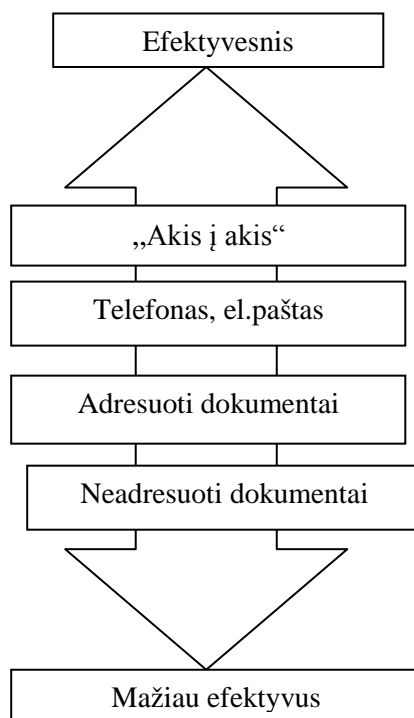 Efektyvesnis
„Akis į akis“
Telefonas, el.paštas
Adresuoti dokumentai
Neadresuoti dokumentai
Mažiau efektyvus